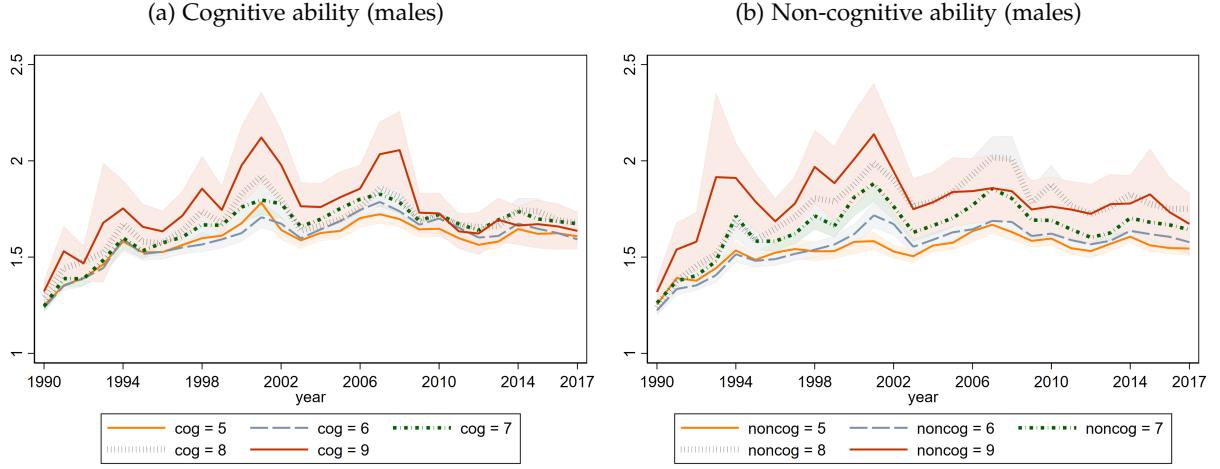 (a) Cognitive ability (males)
2.5
2
1.5
1
1990 1994 1998 2002 2006 2010 2014 2017
year
cog = 5 cog = 6 cog = 7
cog = 8 cog = 9
(b) Non-cognitive ability (males)
2.5
2
1.5
1
1990 1994 1998 2002 2006 2010 2014 2017
year
noncog = 5 noncog = 6 noncog = 7
noncog = 8 noncog = 9